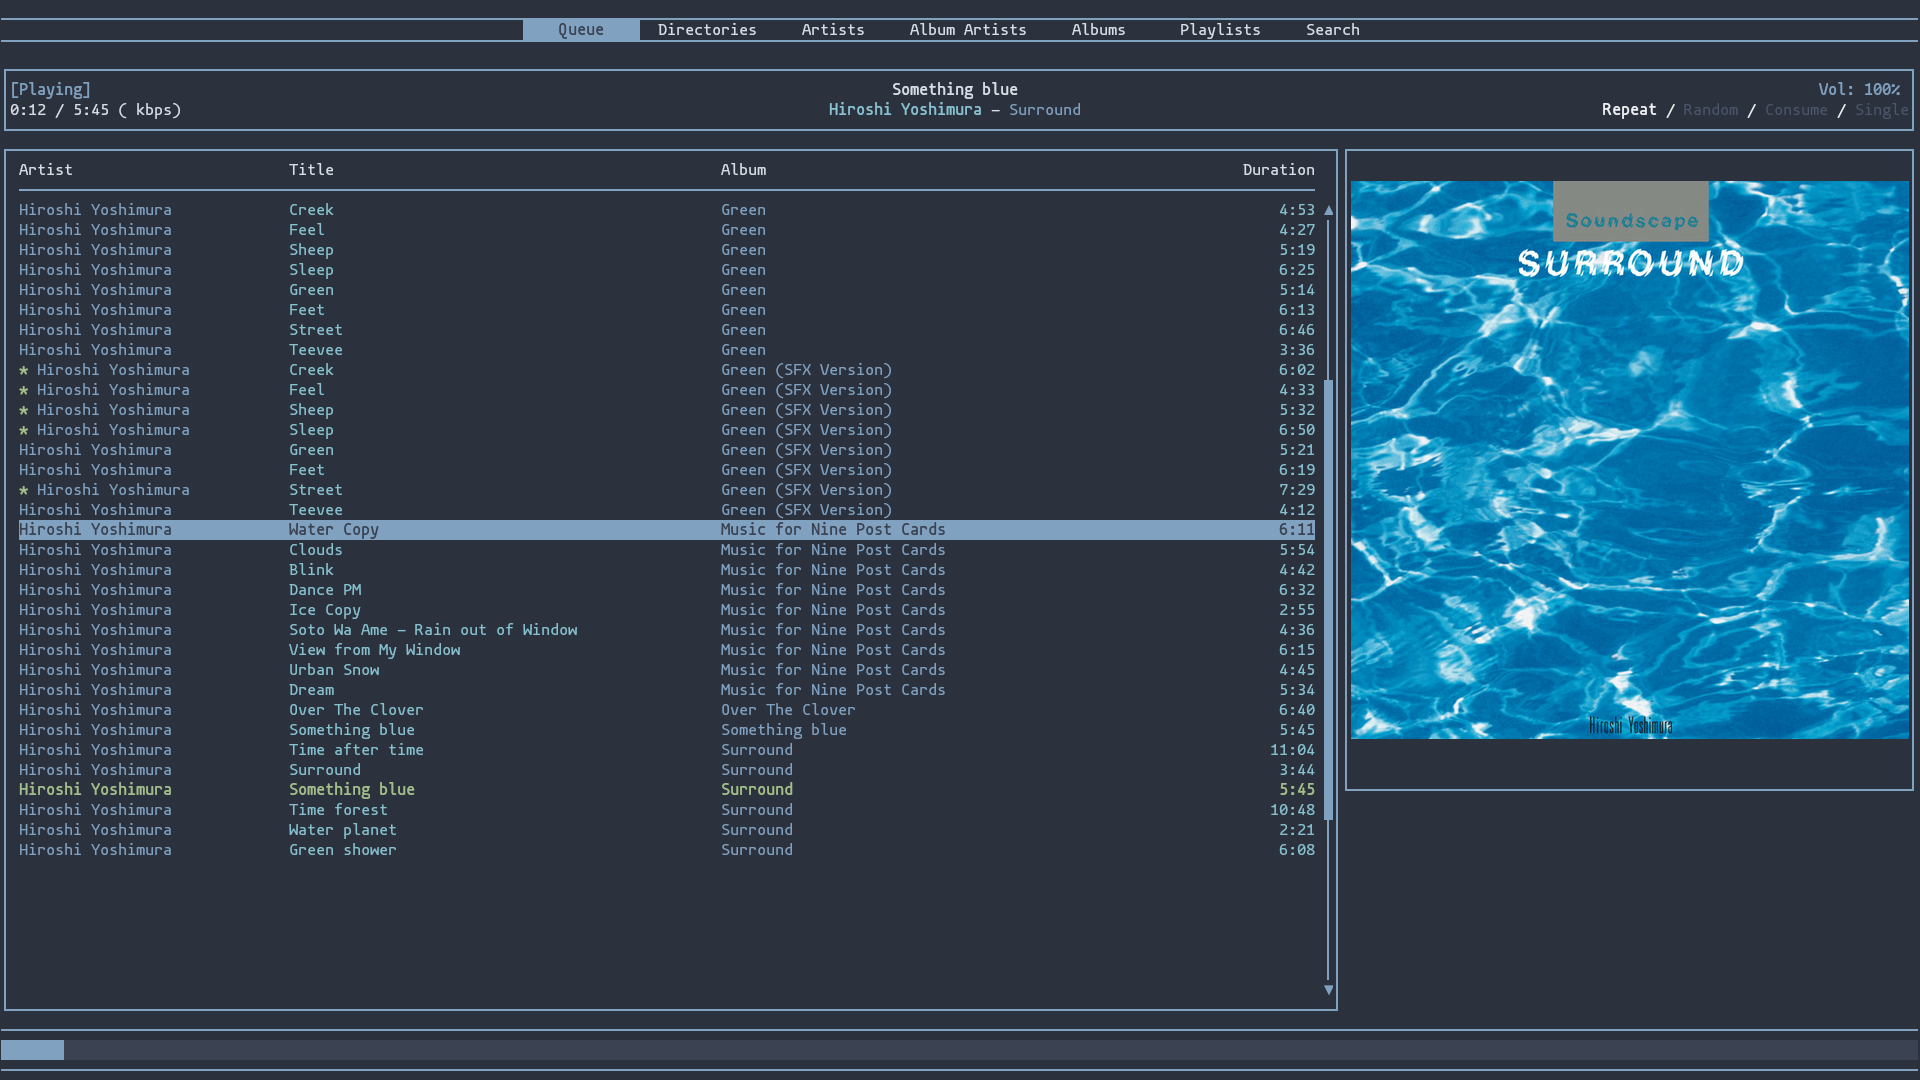 Queue Directories Artists Album Artists Albums Playlists Search
[Playing] Something blue Vol: 100%
0:12 / 5:45 ( kbps) Hiroshi Yoshimura – Surround Repeat / Random / Consume / Single
Artist Title Album Duration
Hiroshi Yoshimura Creek Green 4:53
Hiroshi Yoshimura Feel Green 4:27
Hiroshi Yoshimura Sheep Green 5:19
Hiroshi Yoshimura Sleep Green 6:25
Hiroshi Yoshimura Green Green 5:14
Hiroshi Yoshimura Feet Green 6:13
Hiroshi Yoshimura Street Green 6:46
Hiroshi Yoshimura Teevee Green 3:36
* Hiroshi Yoshimura Creek Green (SFX Version) 6:02
* Hiroshi Yoshimura Feel Green (SFX Version) 4:33
* Hiroshi Yoshimura Sheep Green (SFX Version) 5:32
* Hiroshi Yoshimura Sleep Green (SFX Version) 6:50
Hiroshi Yoshimura Green Green (SFX Version) 5:21
Hiroshi Yoshimura Feet Green (SFX Version) 6:19
* Hiroshi Yoshimura Street Green (SFX Version) 7:29
Hiroshi Yoshimura Teevee Green (SFX Version) 4:12
Hiroshi Yoshimura Water Copy Music for Nine Post Cards 6:11
Hiroshi Yoshimura Clouds Music for Nine Post Cards 5:54
Hiroshi Yoshimura Blink Music for Nine Post Cards 4:42
Hiroshi Yoshimura Dance PM Music for Nine Post Cards 6:32
Hiroshi Yoshimura Ice Copy Music for Nine Post Cards 2:55
Hiroshi Yoshimura Soto Wa Ame – Rain out of Window Music for Nine Post Cards 4:36
Hiroshi Yoshimura View from My Window Music for Nine Post Cards 6:15
Hiroshi Yoshimura Urban Snow Music for Nine Post Cards 4:45
Hiroshi Yoshimura Dream Music for Nine Post Cards 5:34
Hiroshi Yoshimura Over The Clover Over The Clover 6:40
Hiroshi Yoshimura Something blue Something blue 5:45
Hiroshi Yoshimura Time after time Surround 11:04
Hiroshi Yoshimura Surround Surround 3:44
Hiroshi Yoshimura Something blue Surround 5:45
Hiroshi Yoshimura Time forest Surround 10:48
Hiroshi Yoshimura Water planet Surround 2:21
Hiroshi Yoshimura Green shower Surround 6:08
Soundscape
SURROUND
Hiroshi Yoshimura